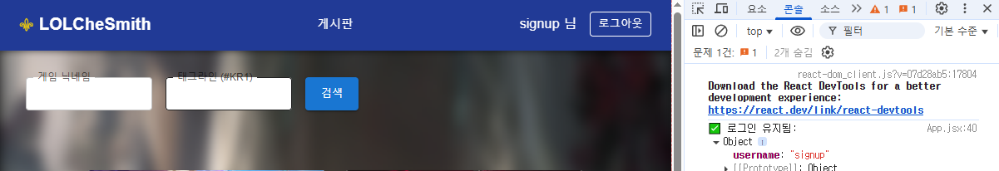 LOLCheSmith
게시판
signup 님
로그아웃
게임 닉네임
태그라인 (#KR1)
검색
요소
콘솔
소스
1
1
top
필터
기본 수준
문제 1건:
1
2개 숨김
react-dom_client.js?v=07d28ab5:17804
Download the React DevTools for a better
development experience:
https://react.dev/link/react-devtools
✅ 로그인 유지됨:
App.jsx:40
Object
username: "signup"
[[Prototype]]: Object